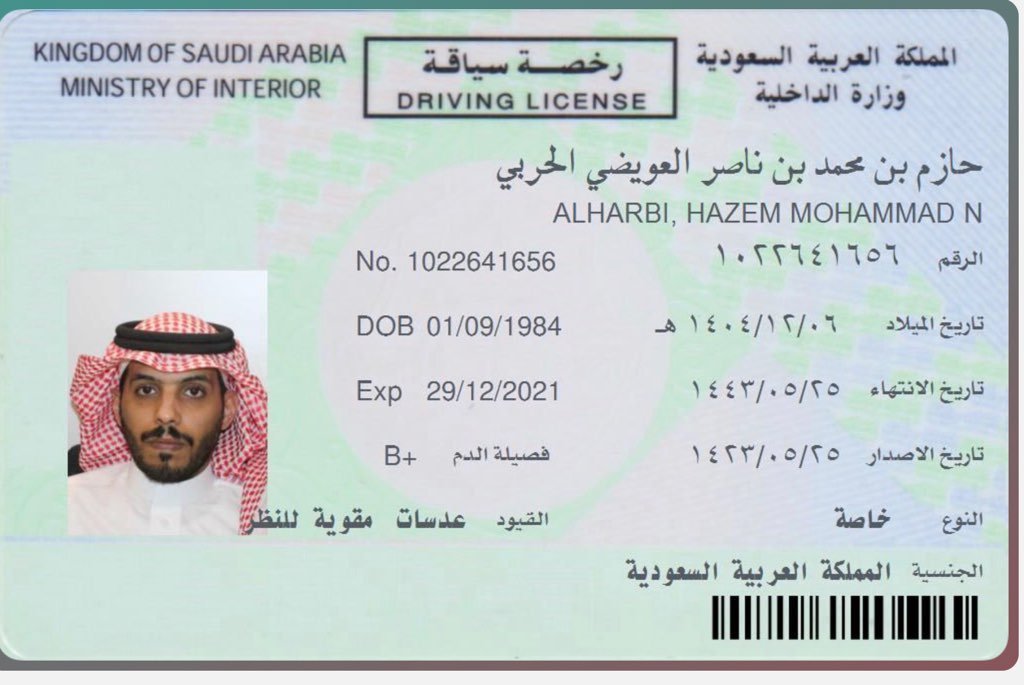 KINGDOM OF SAUDI ARABIA
MINISTRY OF INTERIOR
رخصة سياقة
DRIVING LICENSE
المملكة العربية السعودية
وزارة الداخلية
حازم بن محمد بن ناصر العويضي الحربي
ALHARBI, HAZEM MOHAMMAD N
No. 1022641656
الرقم ١٠٢٢٦٤١٦٥٦
DOB 01/09/1984
تاريخ الميلاد ١٤٠٤/١٢/٠٦ هـ
Exp 29/12/2021
تاريخ الانتهاء ١٤٤٣/٠٥/٢٥
فصيلة الدم B+
تاريخ الاصدار ١٤٢٣/٠٥/٢٥
النوع خاصة
القيود عدسات مقوية للنظر
الجنسية المملكة العربية السعودية